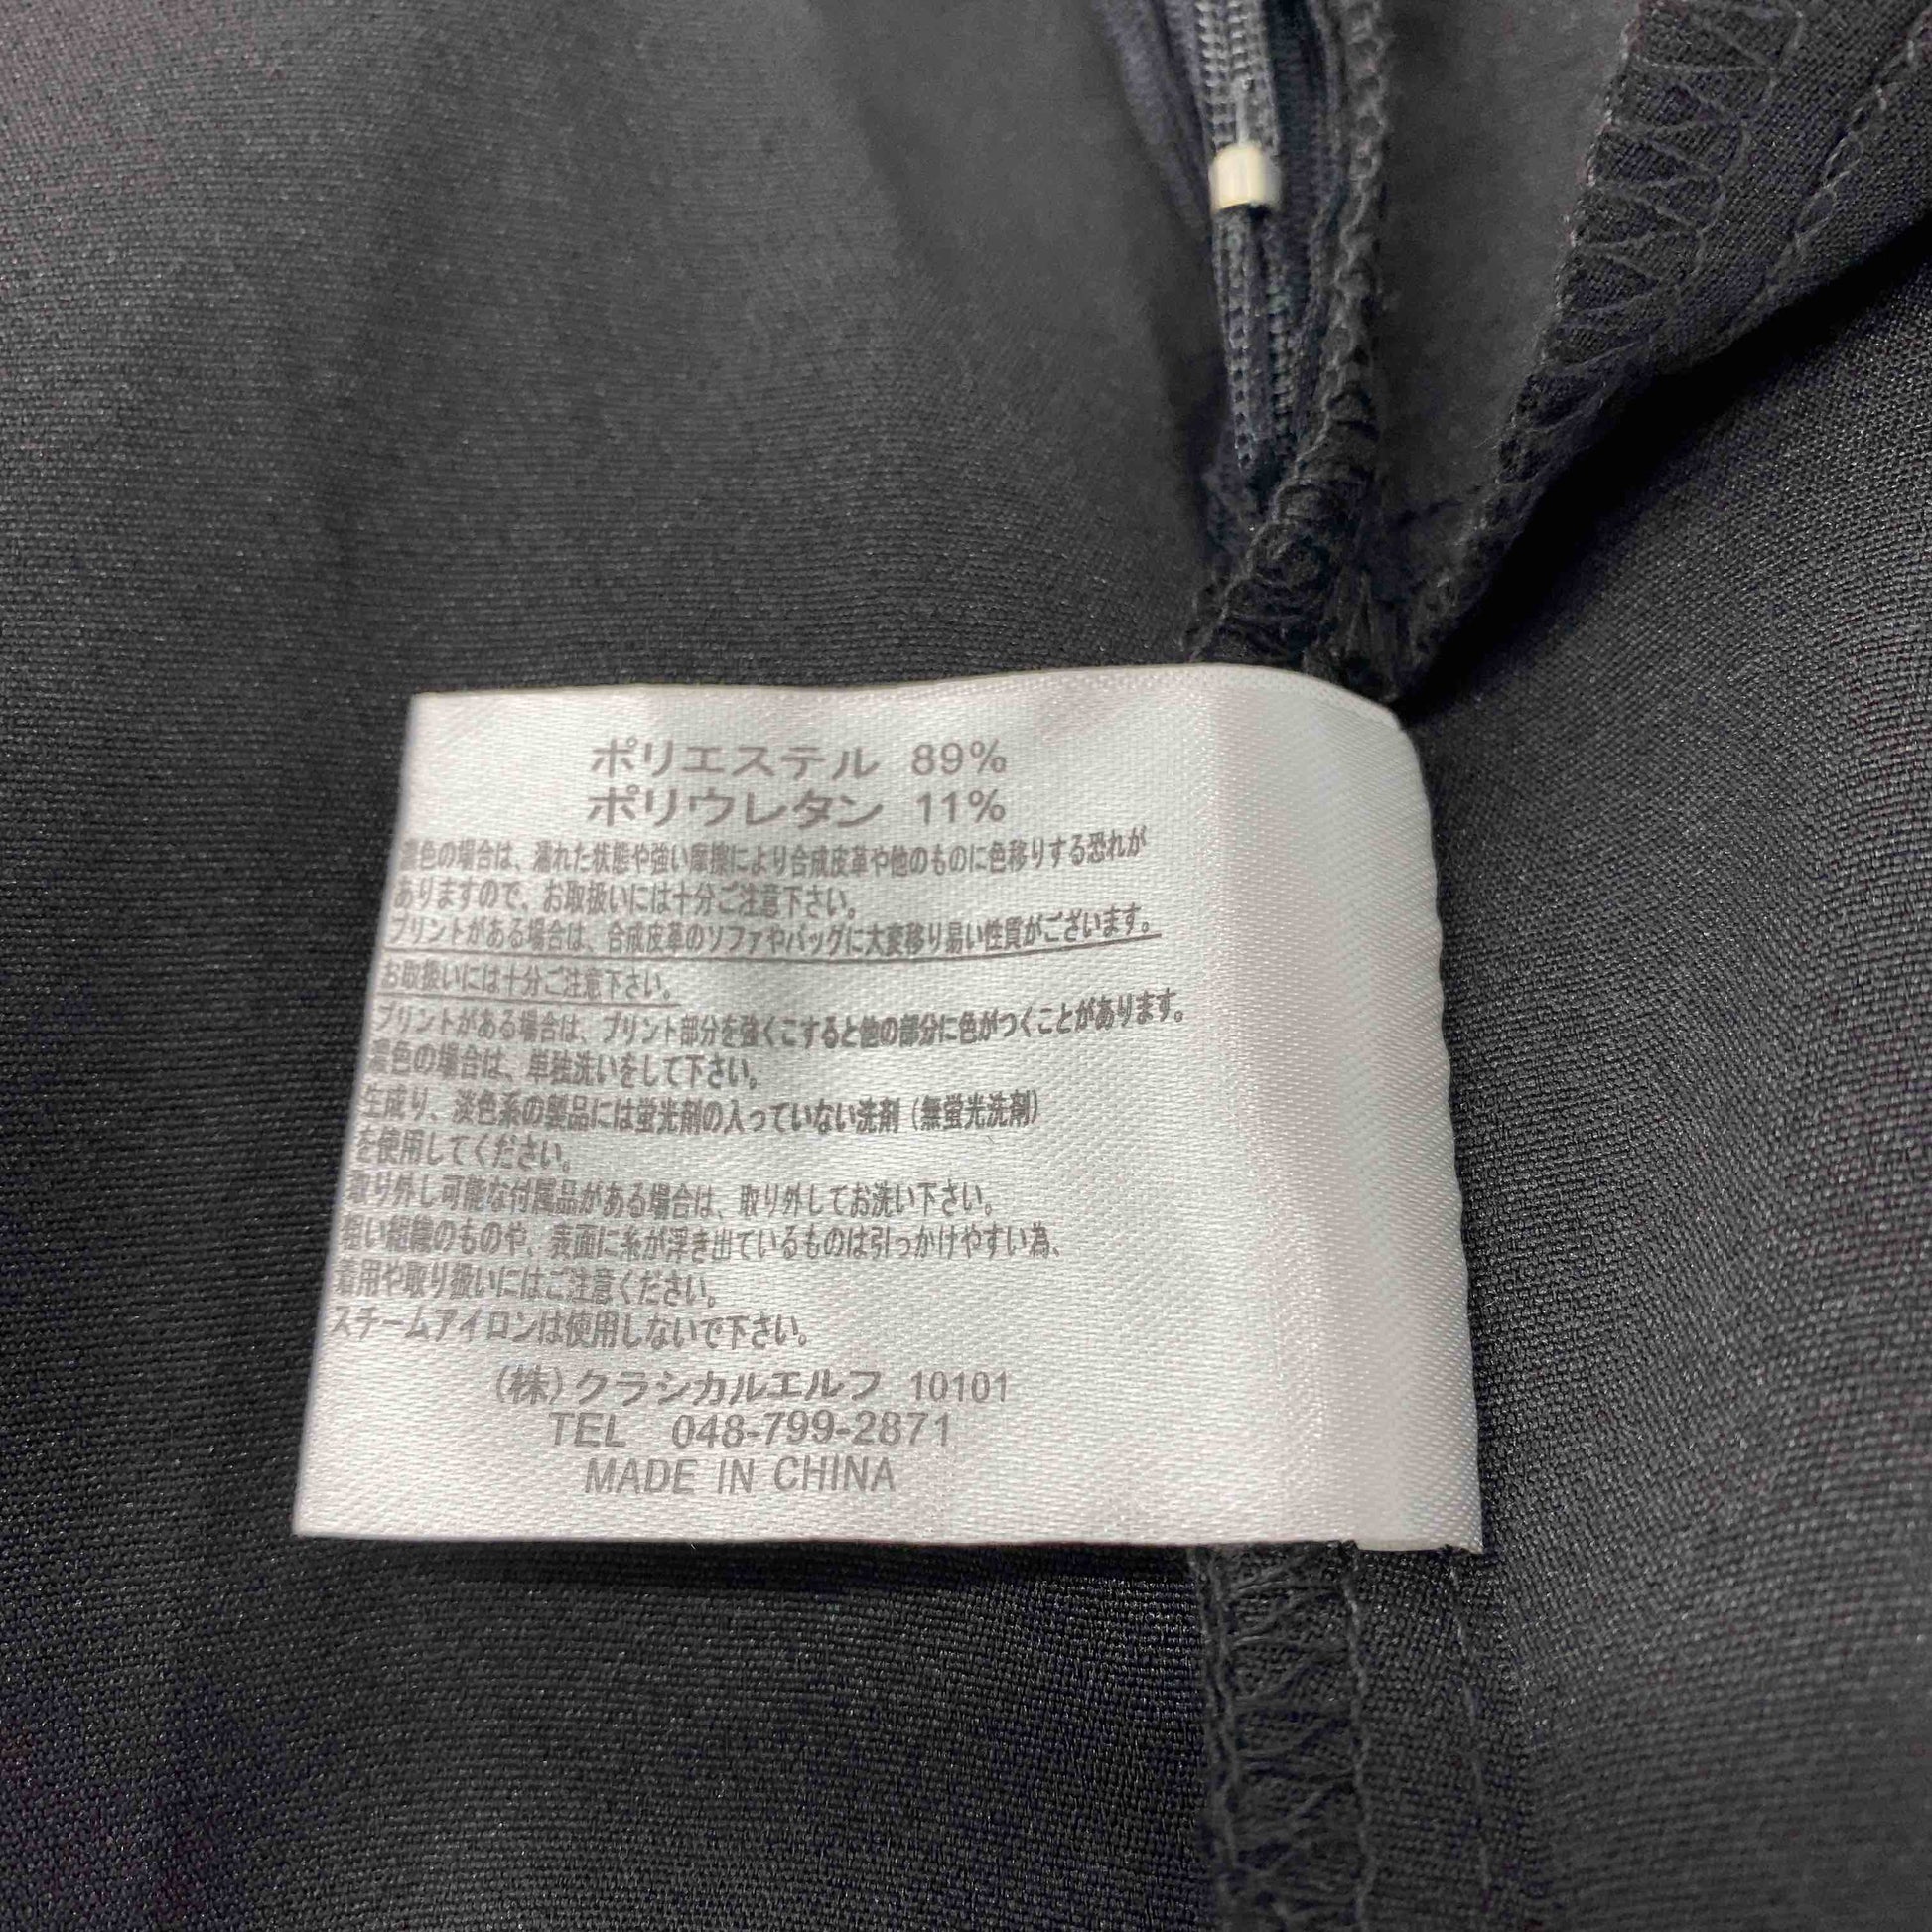 ポリエステル 89%
ポリウレタン 11%
濃色の場合は、濡れた状態や強い摩擦により合成皮革や他のものに色移りする恐れが
ありますので、お取扱いには十分ご注意下さい。
プリントがある場合は、合成皮革のソファやバッグに大変移り易い性質がございます。
お取扱いには十分ご注意下さい。
プリントがある場合は、プリント部分を強くこすると他の部分に色がつくことがあります。
濃色の場合は、単独洗いをして下さい。
生成り、淡色系の製品には蛍光剤の入っていない洗剤(無蛍光洗剤)
を使用してください。
取り外し可能な付属品がある場合は、取り外してお洗い下さい。
粗い組織のものや、表面に糸が浮き出ているものは引っかけやすい為、
着用や取り扱いにはご注意ください。
スチームアイロンは使用しないで下さい。
(株)クラシカルエルフ 10101
TEL 048-799-2871
MADE IN CHINA